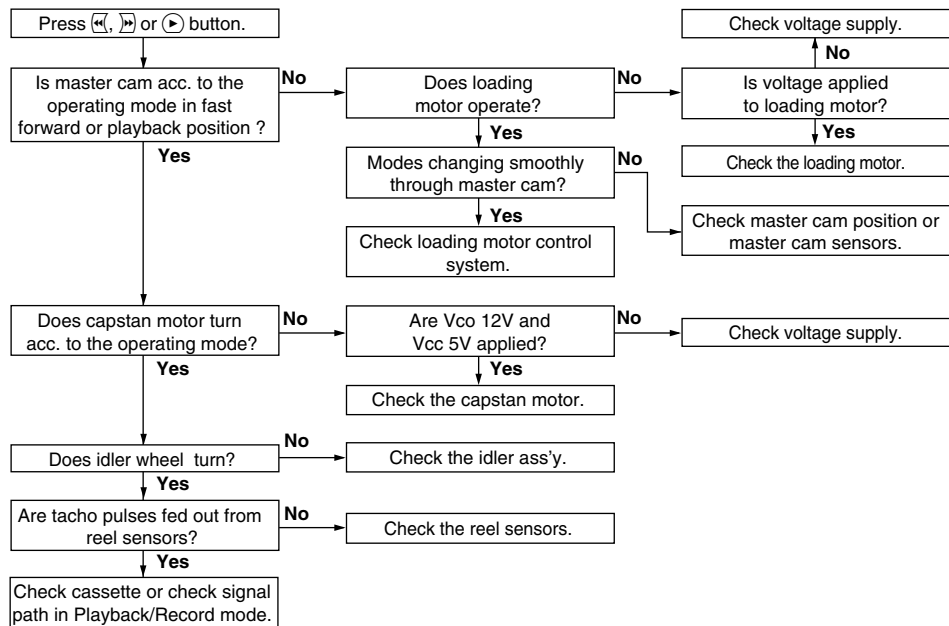 Press ⏪, ⏩ or ▶ button.
Is master cam acc. to the
operating mode in fast
forward or playback position ?
No
Does loading
motor operate?
No
Is voltage applied
to loading motor?
No
Check voltage supply.
Yes
Check the loading motor.
Yes
Modes changing smoothly
through master cam?
No
Check master cam position or
master cam sensors.
Yes
Check loading motor control
system.
Yes
Does capstan motor turn
acc. to the operating mode?
No
Are Vco 12V and
Vcc 5V applied?
No
Check voltage supply.
Yes
Check the capstan motor.
Yes
Does idler wheel turn?
No
Check the idler ass'y.
Yes
Are tacho pulses fed out from
reel sensors?
No
Check the reel sensors.
Yes
Check cassette or check signal
path in Playback/Record mode.